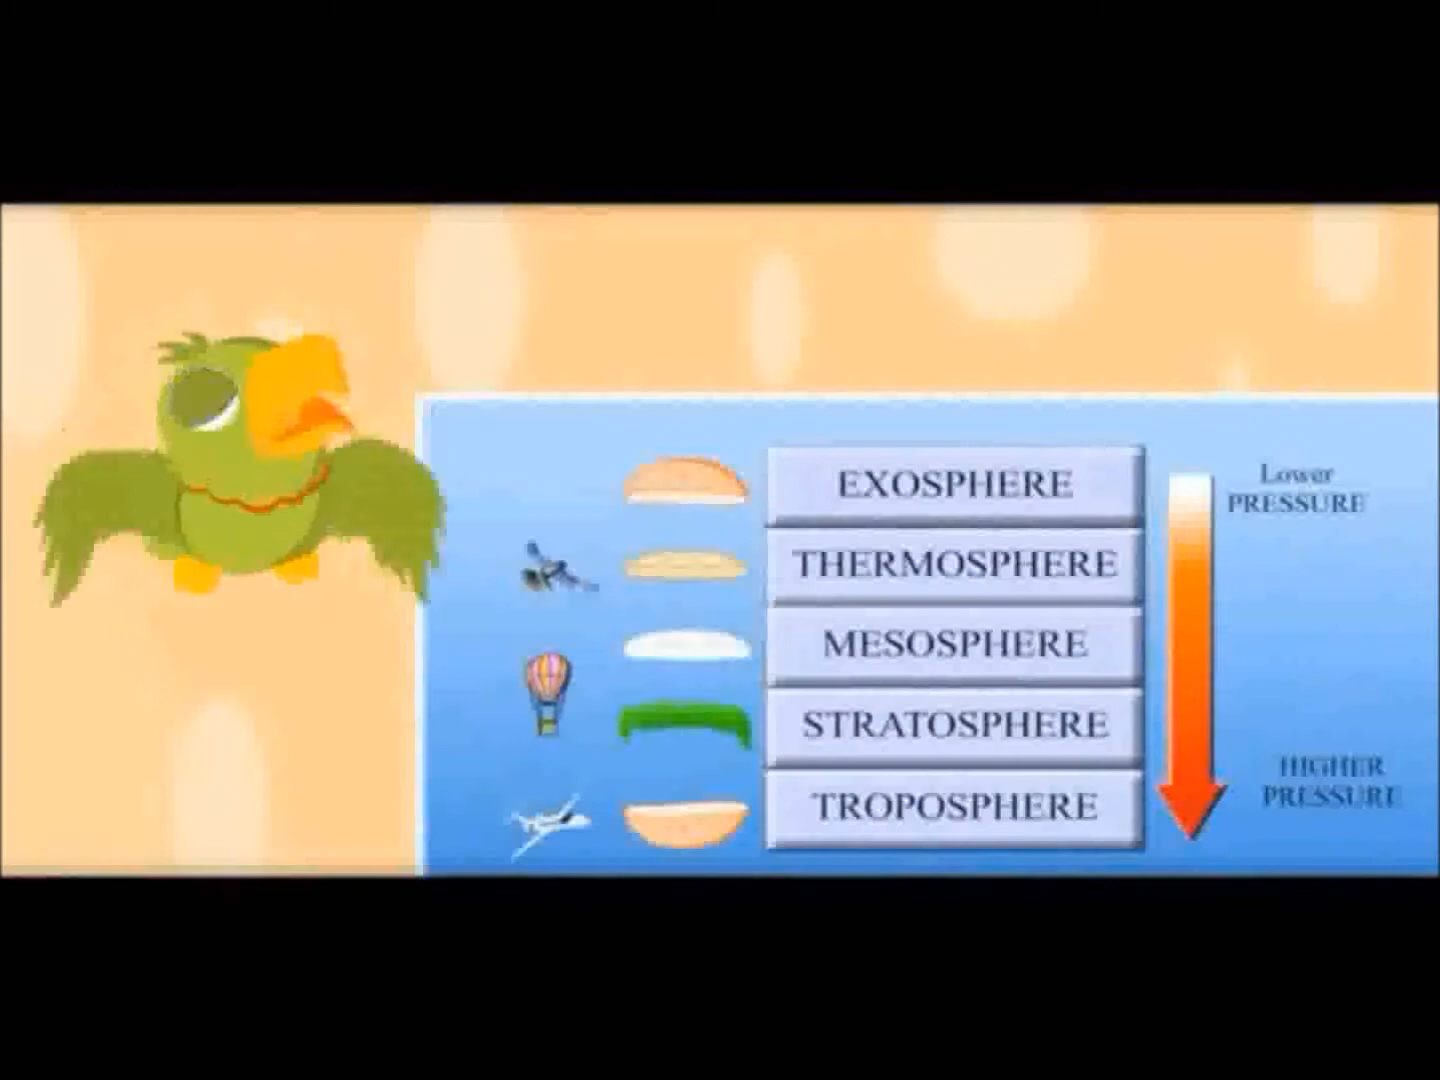 EXOSPHERE
THERMOSPHERE
MESOSPHERE
STRATOSPHERE
TROPOSPHERE
Lower
PRESSURE
HIGHER
PRESSURE